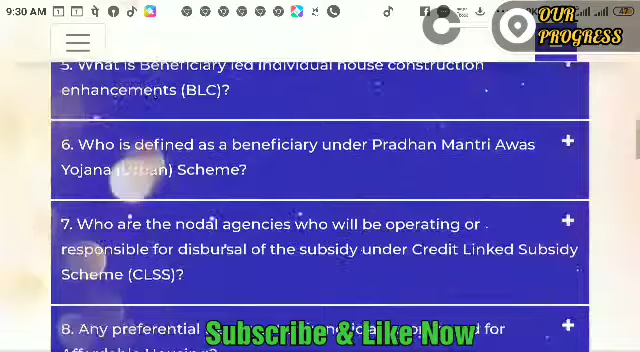 9:30 AM
OUR
PROGRESS
5. What is Beneficiary led individual house construction
enhancements (BLC)?
6. Who is defined as a beneficiary under Pradhan Mantri Awas
Yojana (Urban) Scheme?
7. Who are the nodal agencies who will be operating or
responsible for disbursal of the subsidy under Credit Linked Subsidy
Scheme (CLSS)?
8. Any preferential for
Subscribe & Like Now